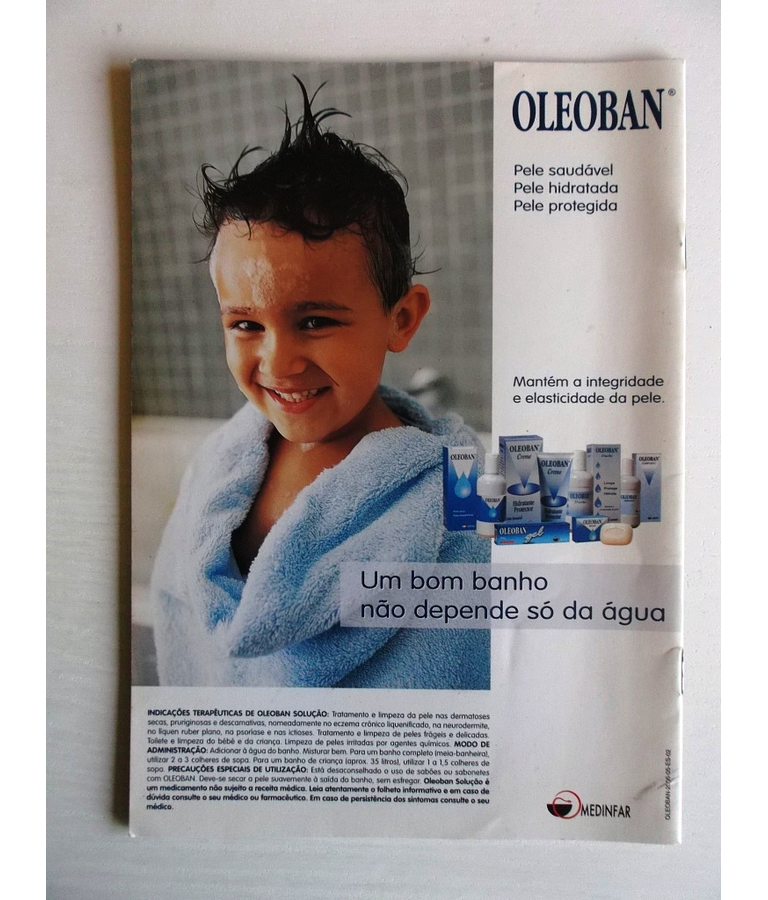 OLEOBAN®
Pele saudável
Pele hidratada
Pele protegida
Mantém a integridade
e elasticidade da pele.
OLEOBAN
OLEOBAN
Creme
Hidratante
Protector
OLEOBAN
Creme
OLEOBAN
OLEOBAN
OLEOBAN
OLEOBAN gel
OLEOBAN
Um bom banho
não depende só da água
INDICAÇÕES TERAPÊUTICAS DE OLEOBAN SOLUÇÃO: Tratamento e limpeza da pele nas dermatoses
secas, pruriginosas e descamativas, nomeadamente no eczema crónico liquenificado, na neurodermite,
no líquen ruber plano, na psoríase e nas ictioses. Tratamento e limpeza de peles frágeis e delicadas.
Toilete e limpeza do bébé e da criança. Limpeza de peles irritadas por agentes químicos. MODO DE
ADMINISTRAÇÃO: Adicionar à água do banho. Misturar bem. Para um banho completo (meia-banheira),
utilizar 2 a 3 colheres de sopa. Para um banho de criança (aprox. 35 litros), utilizar 1 a 1,5 colheres de
sopa. PRECAUÇÕES ESPECIAIS DE UTILIZAÇÃO: Está desaconselhado o uso de sabões ou sabonetes
com OLEOBAN. Deve-se secar a pele suavemente à saída do banho, sem esfregar. Oleoban Solução é
um medicamento não sujeito a receita médica. Leia atentamente o folheto informativo e em caso de
dúvida consulte o seu médico ou farmacêutico. Em caso de persistência dos sintomas consulte o seu
médico.
MEDINFAR